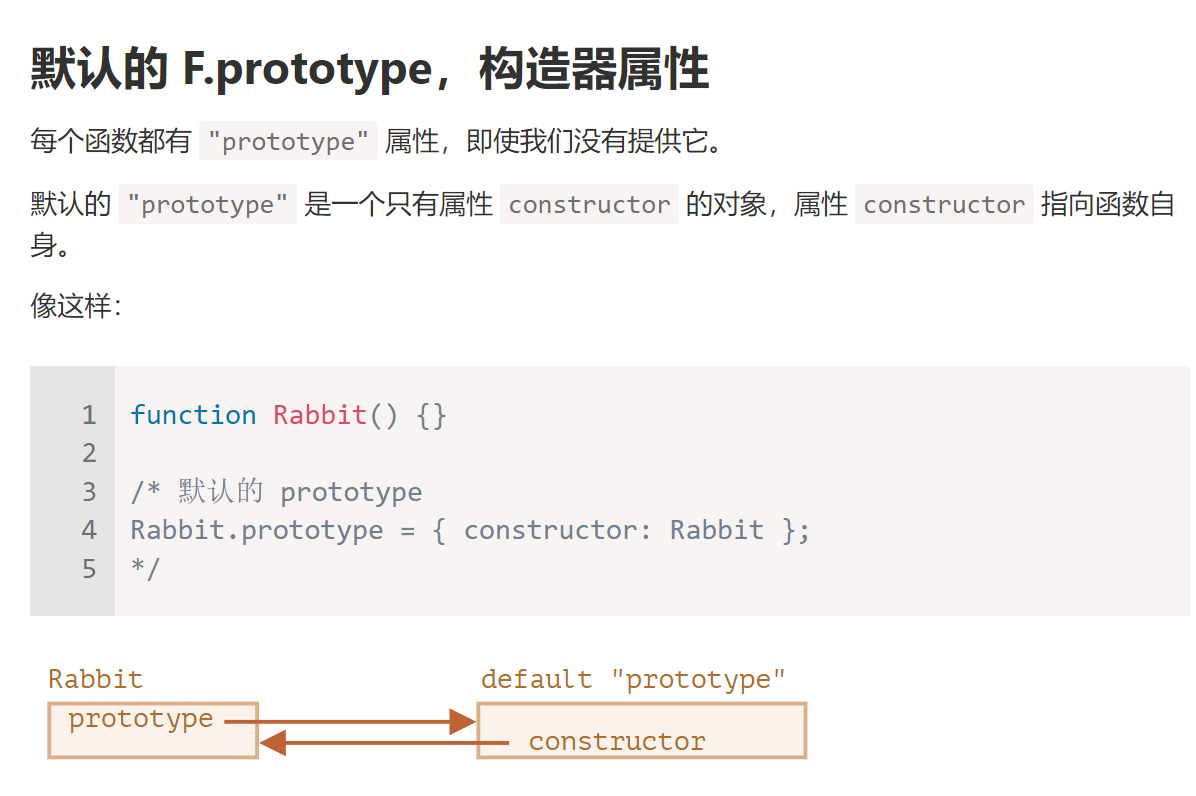 默认的 F.prototype，构造器属性
每个函数都有 "prototype" 属性，即使我们没有提供它。
默认的 "prototype" 是一个只有属性 constructor 的对象，属性 constructor 指向函数自
身。
像这样：
1 function Rabbit() {}
2
3 /* 默认的 prototype
4 Rabbit.prototype = { constructor: Rabbit };
5 */
Rabbit
default "prototype"
prototype
constructor